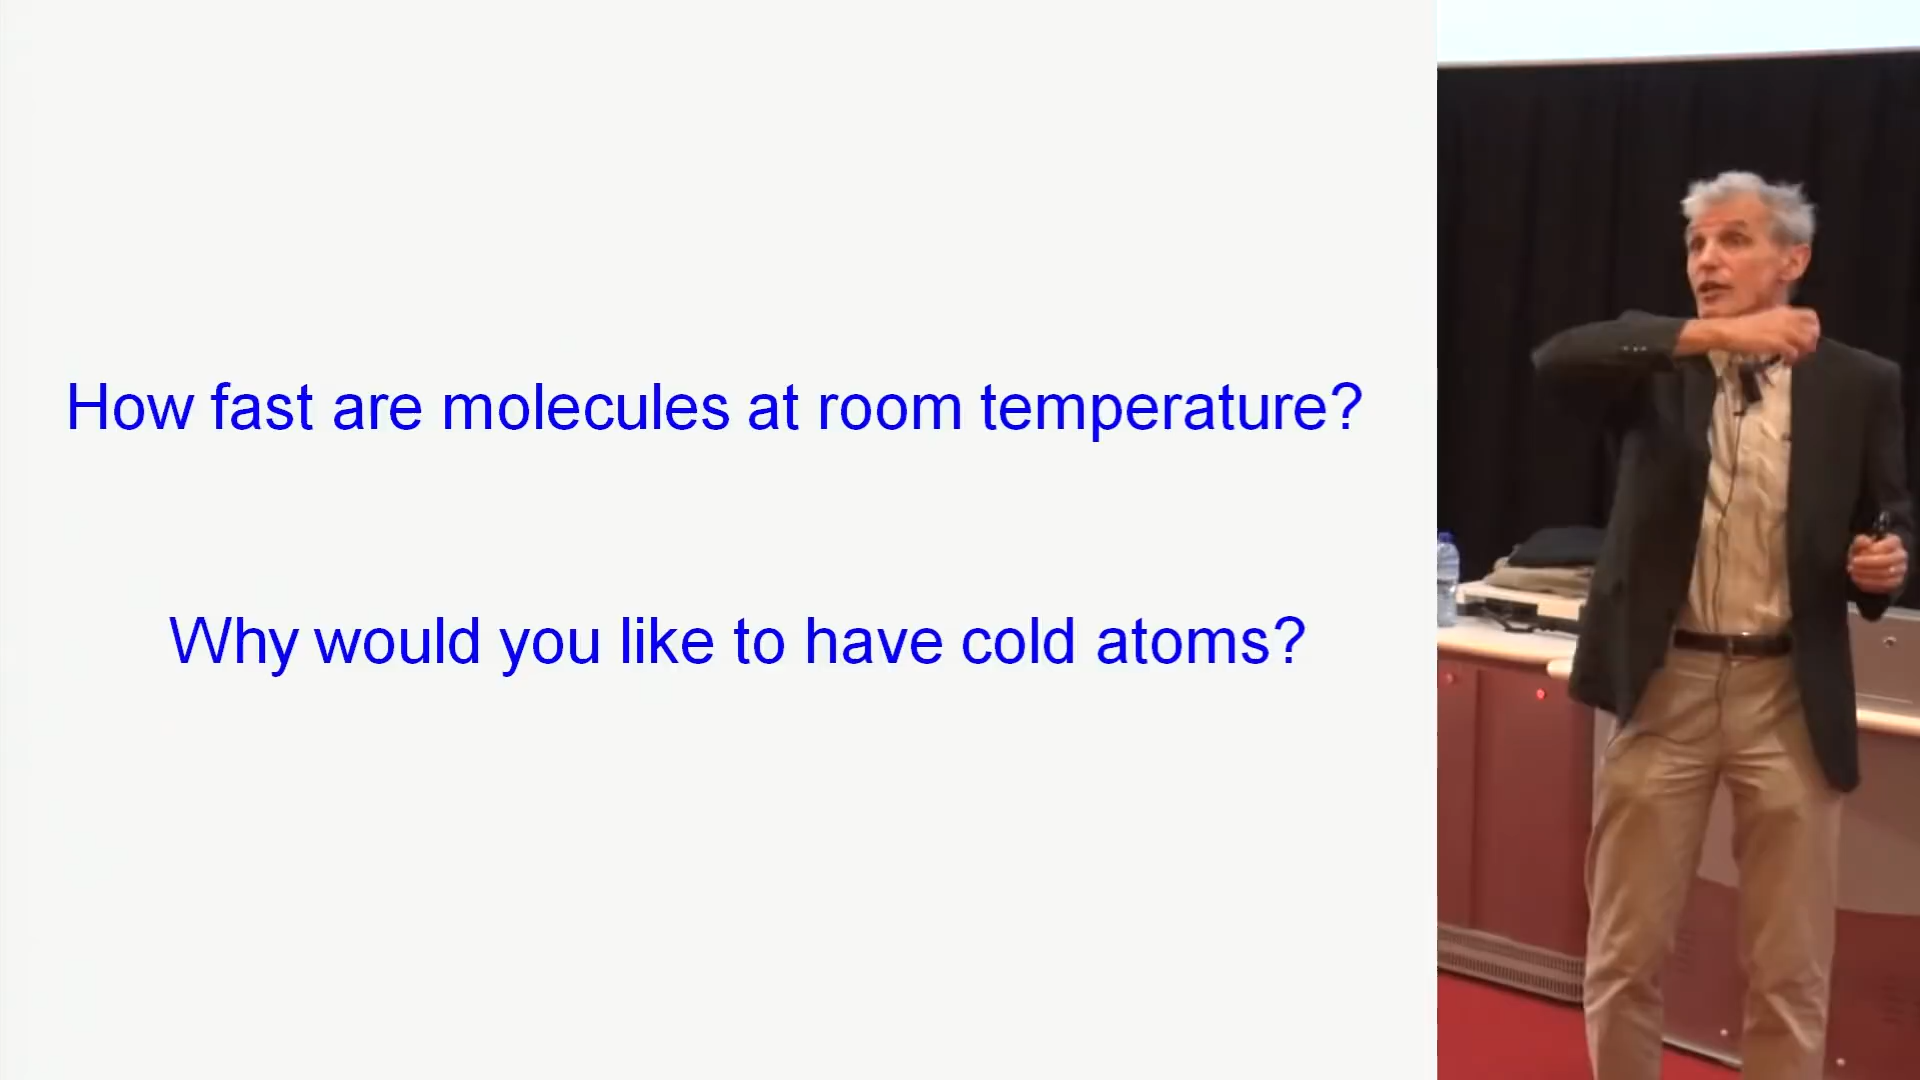 How fast are molecules at room temperature?
Why would you like to have cold atoms?